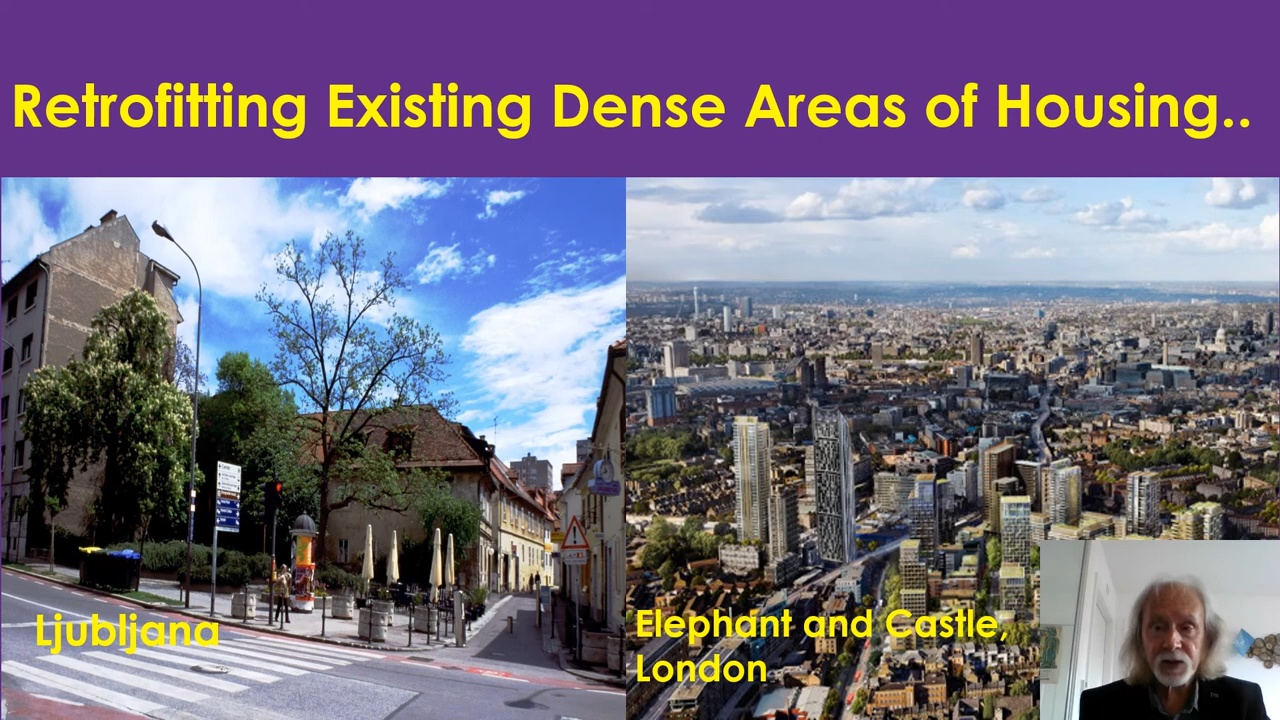 Retrofitting Existing Dense Areas of Housing..
Ljubljana
Elephant and Castle,
London